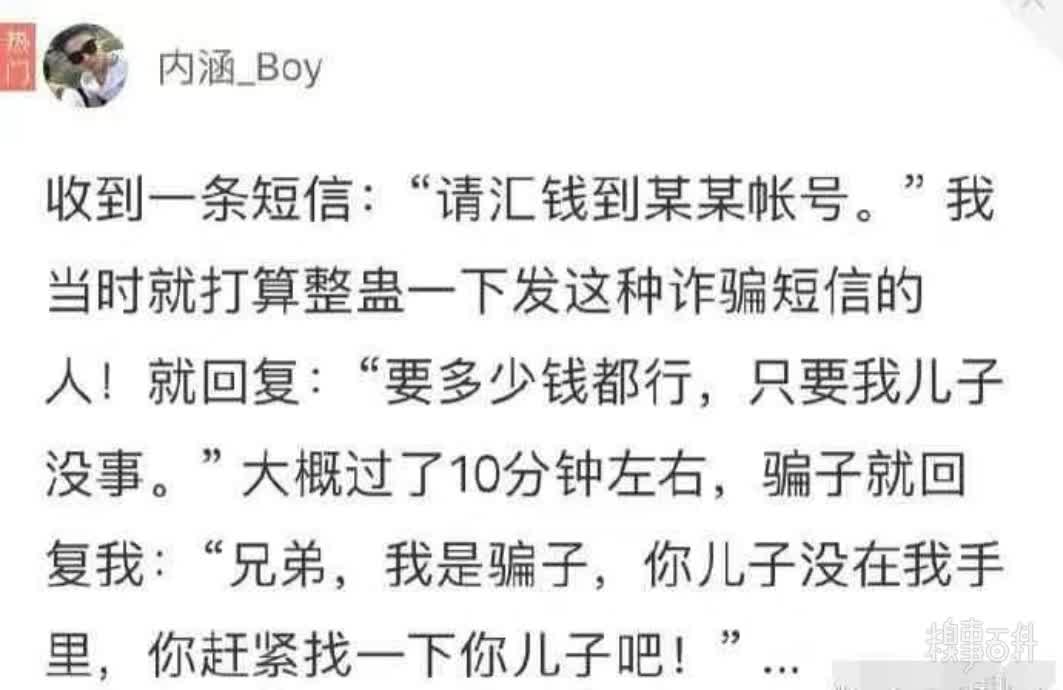 热门
内涵_Boy
收到一条短信：“请汇钱到某某帐号。”我
当时就打算整蛊一下发这种诈骗短信的
人！就回复：“要多少钱都行，只要我儿子
没事。”大概过了10分钟左右，骗子就回
复我：“兄弟，我是骗子，你儿子没在我手
里，你赶紧找一下你儿子吧！”...
糗事百科